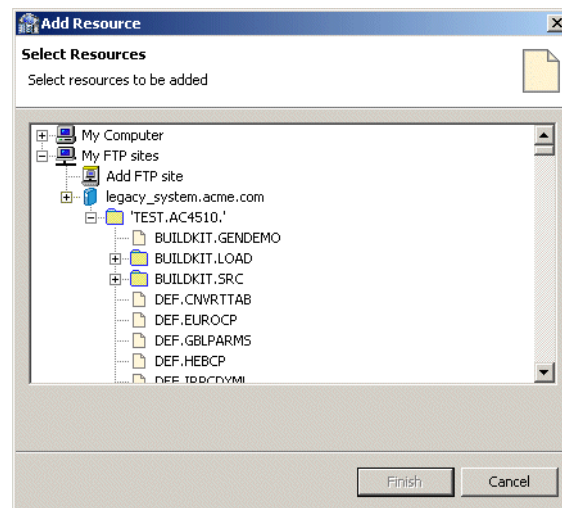 Add Resource
Select Resources
Select resources to be added
My Computer
My FTP sites
Add FTP site
legacy_system.acme.com
'TEST.AC4510.'
BUILDKIT.GENDEMO
BUILDKIT.LOAD
BUILDKIT.SRC
DEF.CNVRTTAB
DEF.EUROCP
DEF.GBLPARMS
DEF.HEBCP
Finish Cancel